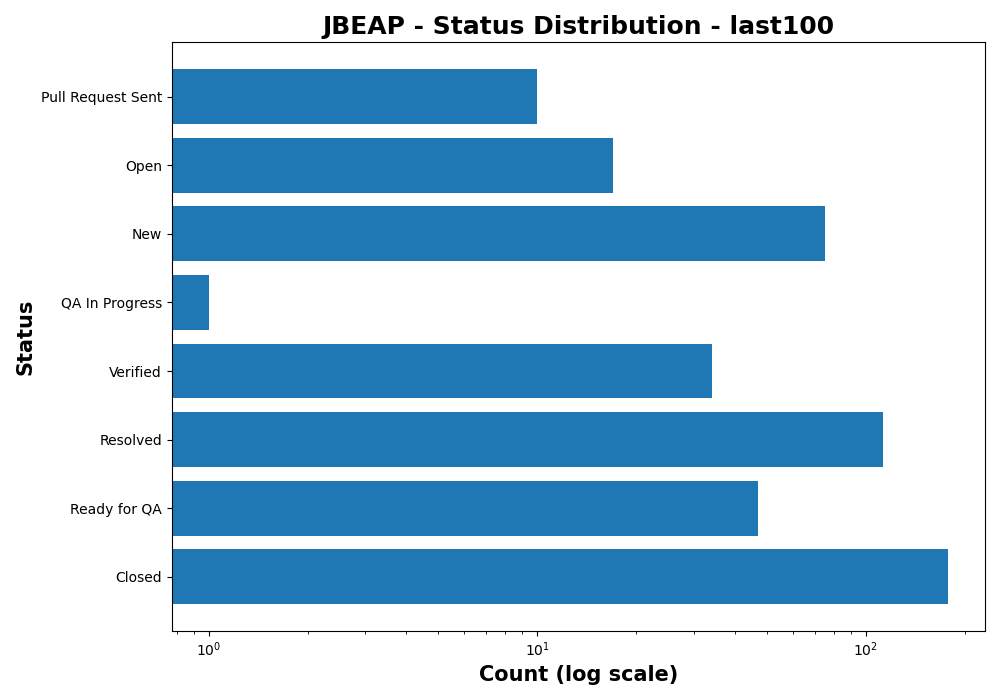 JBEAP - Status Distribution - last100
Pull Request Sent
Open
New
QA In Progress
Verified
Resolved
Ready for QA
Closed
Status
10⁰
10¹
10²
Count (log scale)